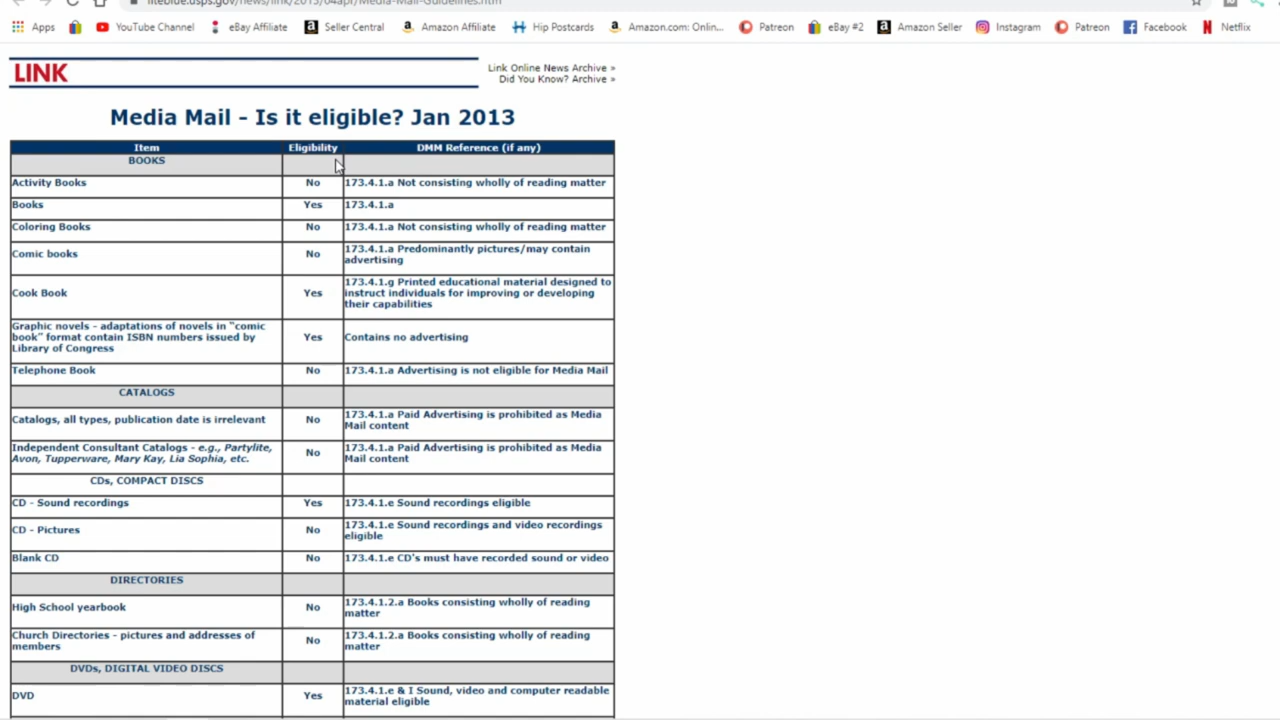 liteblue.usps.gov/news/link/2013/04apr/Media-Mail-Guidelines.htm
Apps YouTube Channel eBay Affiliate Seller Central Amazon Affiliate Hip Postcards Amazon.com: Onlin... Patreon eBay #2 Amazon Seller Instagram Patreon Facebook Netflix
LINK
Link Online News Archive »
Did You Know? Archive »
Media Mail - Is it eligible? Jan 2013
Item Eligibility DMM Reference (if any)
BOOKS
Activity Books No 173.4.1.a Not consisting wholly of reading matter
Books Yes 173.4.1.a
Coloring Books No 173.4.1.a Not consisting wholly of reading matter
Comic books No 173.4.1.a Predominantly pictures/may contain
advertising
Cook Book Yes 173.4.1.g Printed educational material designed to
instruct individuals for improving or developing
their capabilities
Graphic novels - adaptations of novels in “comic
book” format contain ISBN numbers issued by
Library of Congress
Yes Contains no advertising
Telephone Book No 173.4.1.a Advertising is not eligible for Media Mail
CATALOGS
Catalogs, all types, publication date is irrelevant No 173.4.1.a Paid Advertising is prohibited as Media
Mail content
Independent Consultant Catalogs - e.g., Partylite,
Avon, Tupperware, Mary Kay, Lia Sophia, etc.
No 173.4.1.a Paid Advertising is prohibited as Media
Mail content
CDs, COMPACT DISCS
CD - Sound recordings Yes 173.4.1.e Sound recordings eligible
CD - Pictures No 173.4.1.e Sound recordings and video recordings
eligible
Blank CD No 173.4.1.e CD's must have recorded sound or video
DIRECTORIES
High School yearbook No 173.4.1.2.a Books consisting wholly of reading
matter
Church Directories - pictures and addresses of
members
No 173.4.1.2.a Books consisting wholly of reading
matter
DVDs, DIGITAL VIDEO DISCS
DVD Yes 173.4.1.e & I Sound, video and computer readable
material eligible